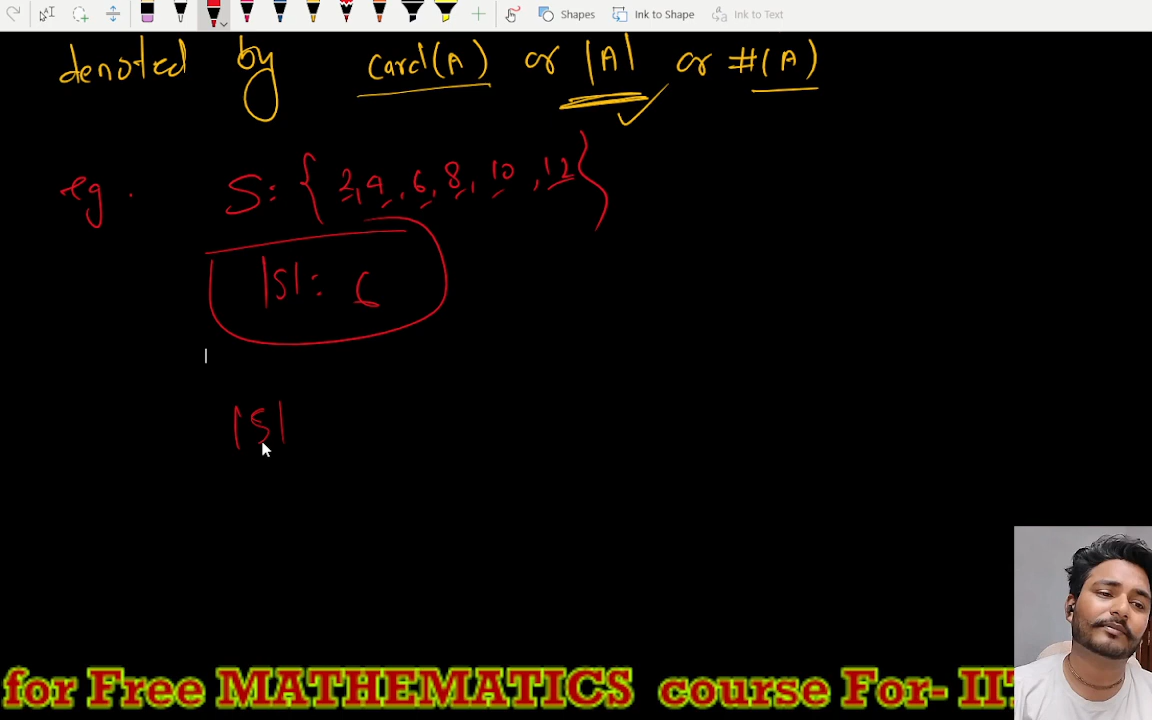 Shapes Ink to Shape Ink to Text
denoted by Card(A) or |A| or #(A)
eg. S: {2,4,6,8,10,12}
|S|: 6
|S|
for Free MATHEMATICS course For- IIT